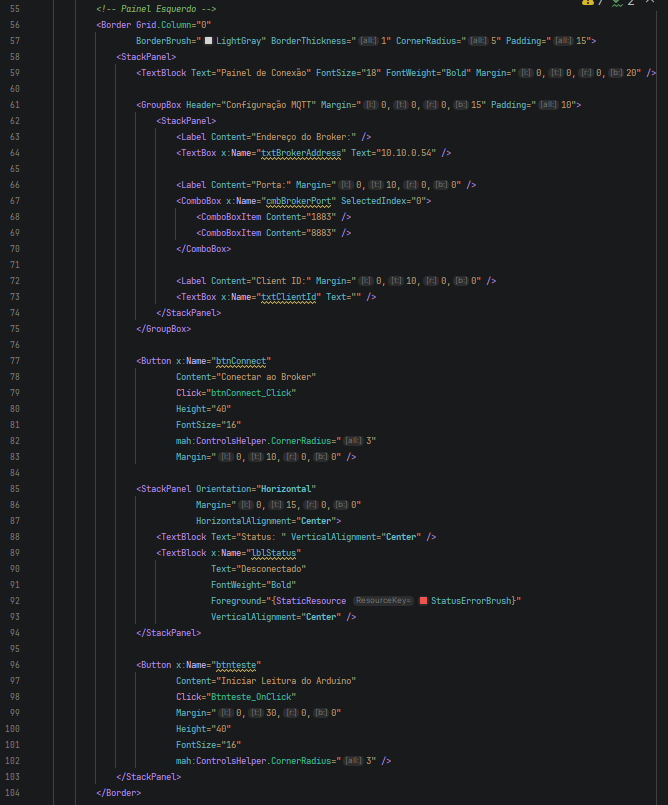 7 2
55 <!-- Painel Esquerdo -->
56 <Border Grid.Column="0"
57 BorderBrush="LightGray" BorderThickness="[all:]1" CornerRadius="[all:]5" Padding="[all:]15">
58 <StackPanel>
59 <TextBlock Text="Painel de Conexão" FontSize="18" FontWeight="Bold" Margin="[l:]0,[t:]0,[r:]0,[b:]20" />
60
61 <GroupBox Header="Configuração MQTT" Margin="[l:]0,[t:]0,[r:]0,[b:]15" Padding="[all:]10">
62 <StackPanel>
63 <Label Content="Endereço do Broker:" />
64 <TextBox x:Name="txtBrokerAddress" Text="10.10.0.54" />
65
66 <Label Content="Porta:" Margin="[l:]0,[t:]10,[r:]0,[b:]0" />
67 <ComboBox x:Name="cmbBrokerPort" SelectedIndex="0">
68 <ComboBoxItem Content="1883" />
69 <ComboBoxItem Content="8883" />
70 </ComboBox>
71
72 <Label Content="Client ID:" Margin="[l:]0,[t:]10,[r:]0,[b:]0" />
73 <TextBox x:Name="txtClientId" Text="" />
74 </StackPanel>
75 </GroupBox>
76
77 <Button x:Name="btnConnect"
78 Content="Conectar ao Broker"
79 Click="btnConnect_Click"
80 Height="40"
81 FontSize="16"
82 mah:ControlsHelper.CornerRadius="[all:]3"
83 Margin="[l:]0,[t:]10,[r:]0,[b:]0" />
84
85 <StackPanel Orientation="Horizontal"
86 Margin="[l:]0,[t:]15,[r:]0,[b:]0"
87 HorizontalAlignment="Center">
88 <TextBlock Text="Status: " VerticalAlignment="Center" />
89 <TextBlock x:Name="lblStatus"
90 Text="Desconectado"
91 FontWeight="Bold"
92 Foreground="{StaticResource ResourceKey= StatusErrorBrush}"
93 VerticalAlignment="Center" />
94 </StackPanel>
95
96 <Button x:Name="btnteste"
97 Content="Iniciar Leitura do Arduino"
98 Click="Btnteste_OnClick"
99 Margin="[l:]0,[t:]30,[r:]0,[b:]0"
100 Height="40"
101 FontSize="16"
102 mah:ControlsHelper.CornerRadius="[all:]3" />
103 </StackPanel>
104 </Border>